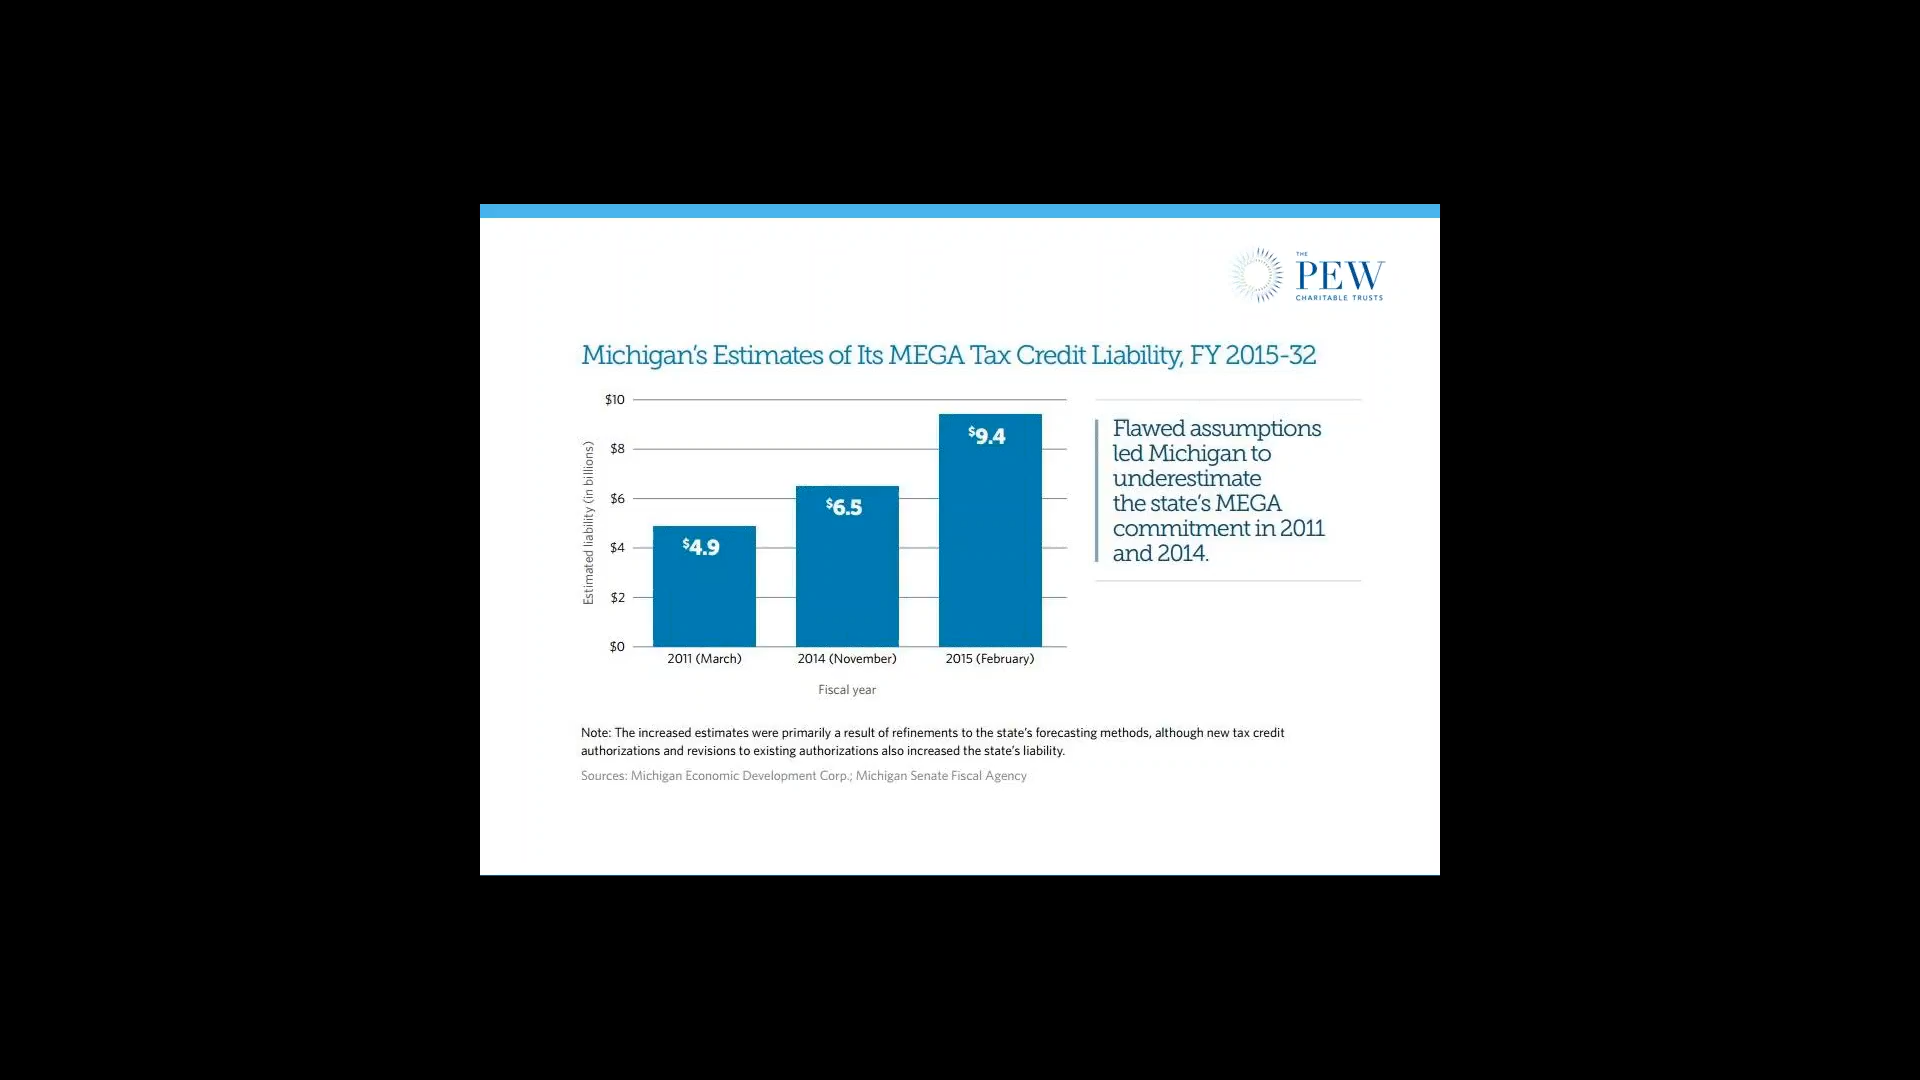 THE
PEW
CHARITABLE TRUSTS
Michigan’s Estimates of Its MEGA Tax Credit Liability, FY 2015-32
Estimated liability (in billions)
$10
$8
$6
$4
$2
$0
$4.9
$6.5
$9.4
2011 (March)
2014 (November)
2015 (February)
Fiscal year
Flawed assumptions
led Michigan to
underestimate
the state’s MEGA
commitment in 2011
and 2014.
Note: The increased estimates were primarily a result of refinements to the state’s forecasting methods, although new tax credit
authorizations and revisions to existing authorizations also increased the state’s liability.
Sources: Michigan Economic Development Corp.; Michigan Senate Fiscal Agency